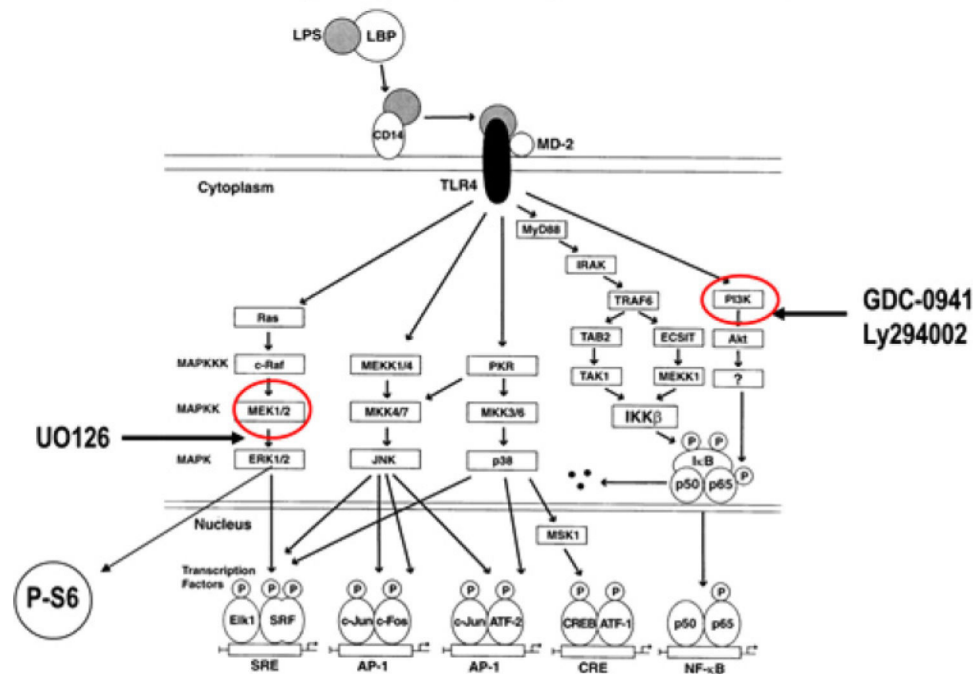 LPS
LBP
CD14
MD-2
Cytoplasm
TLR4
MyD88
IRAK
PI3K
GDC-0941
Ly294002
TRAF6
Ras
TAB2
ECSIT
Akt
MAPKKK
c-Raf
MEKK1/4
PKR
TAK1
MEKK1
?
MAPKK
MEK1/2
MKK4/7
MKK3/6
IKKβ
UO126
P
P
MAPK
ERK1/2
JNK
p38
IκB
P
p50
p65
Nucleus
MSK1
Transcription
Factors
P-S6
P
P
P
P
P
P
P
P
P
P
Elk1
SRF
c-Jun
c-Fos
c-Jun
ATF-2
CREB
ATF-1
p50
p65
SRE
AP-1
AP-1
CRE
NF-κB